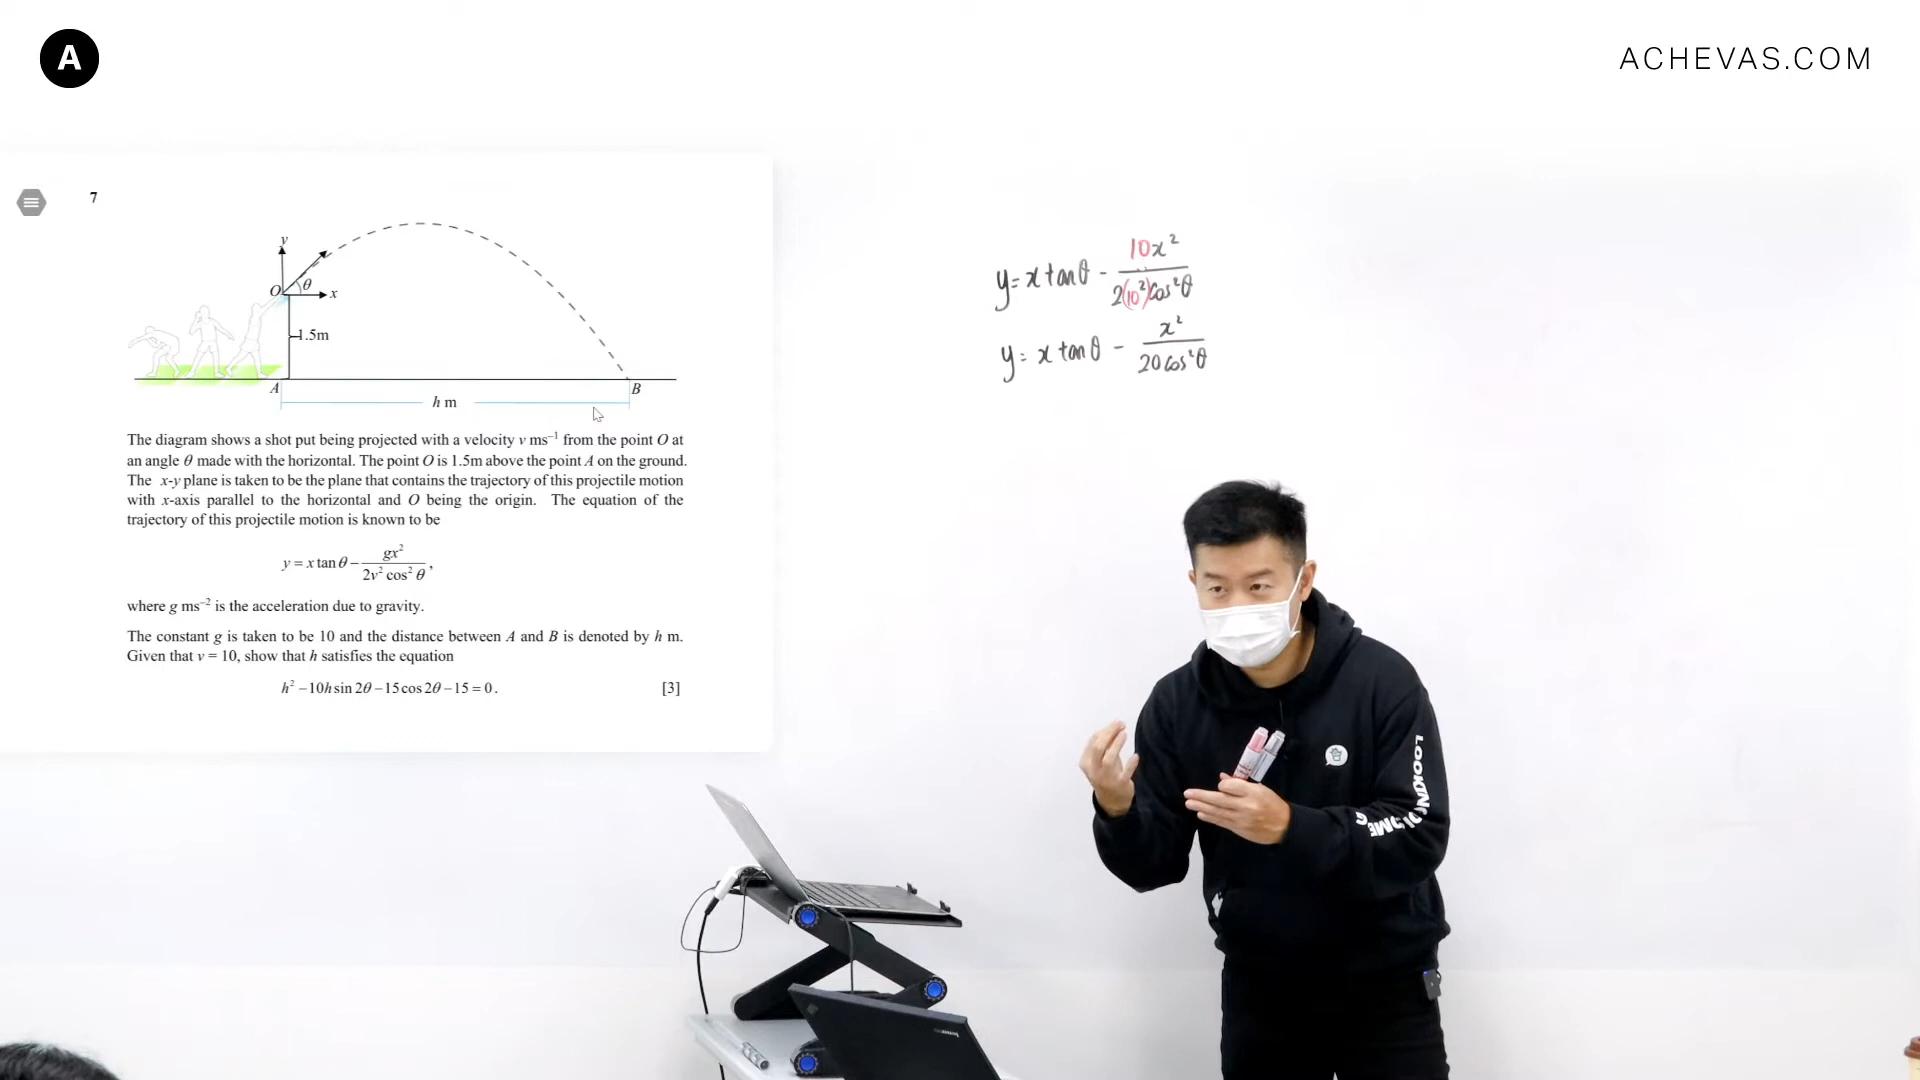 A
ACHEVAS.COM
7
y
O
θ
x
1.5m
A
B
h m
The diagram shows a shot put being projected with a velocity v ms⁻¹ from the point O at
an angle θ made with the horizontal. The point O is 1.5m above the point A on the ground.
The x-y plane is taken to be the plane that contains the trajectory of this projectile motion
with x-axis parallel to the horizontal and O being the origin. The equation of the
trajectory of this projectile motion is known to be
y = x tan θ − gx² / 2v² cos² θ ,
where g ms⁻² is the acceleration due to gravity.
The constant g is taken to be 10 and the distance between A and B is denoted by h m.
Given that v = 10, show that h satisfies the equation
h² − 10h sin 2θ − 15 cos 2θ − 15 = 0. [3]
y = x tan θ − 10x² / 2(10²)cos²θ
y = x tan θ − x² / 20cos²θ